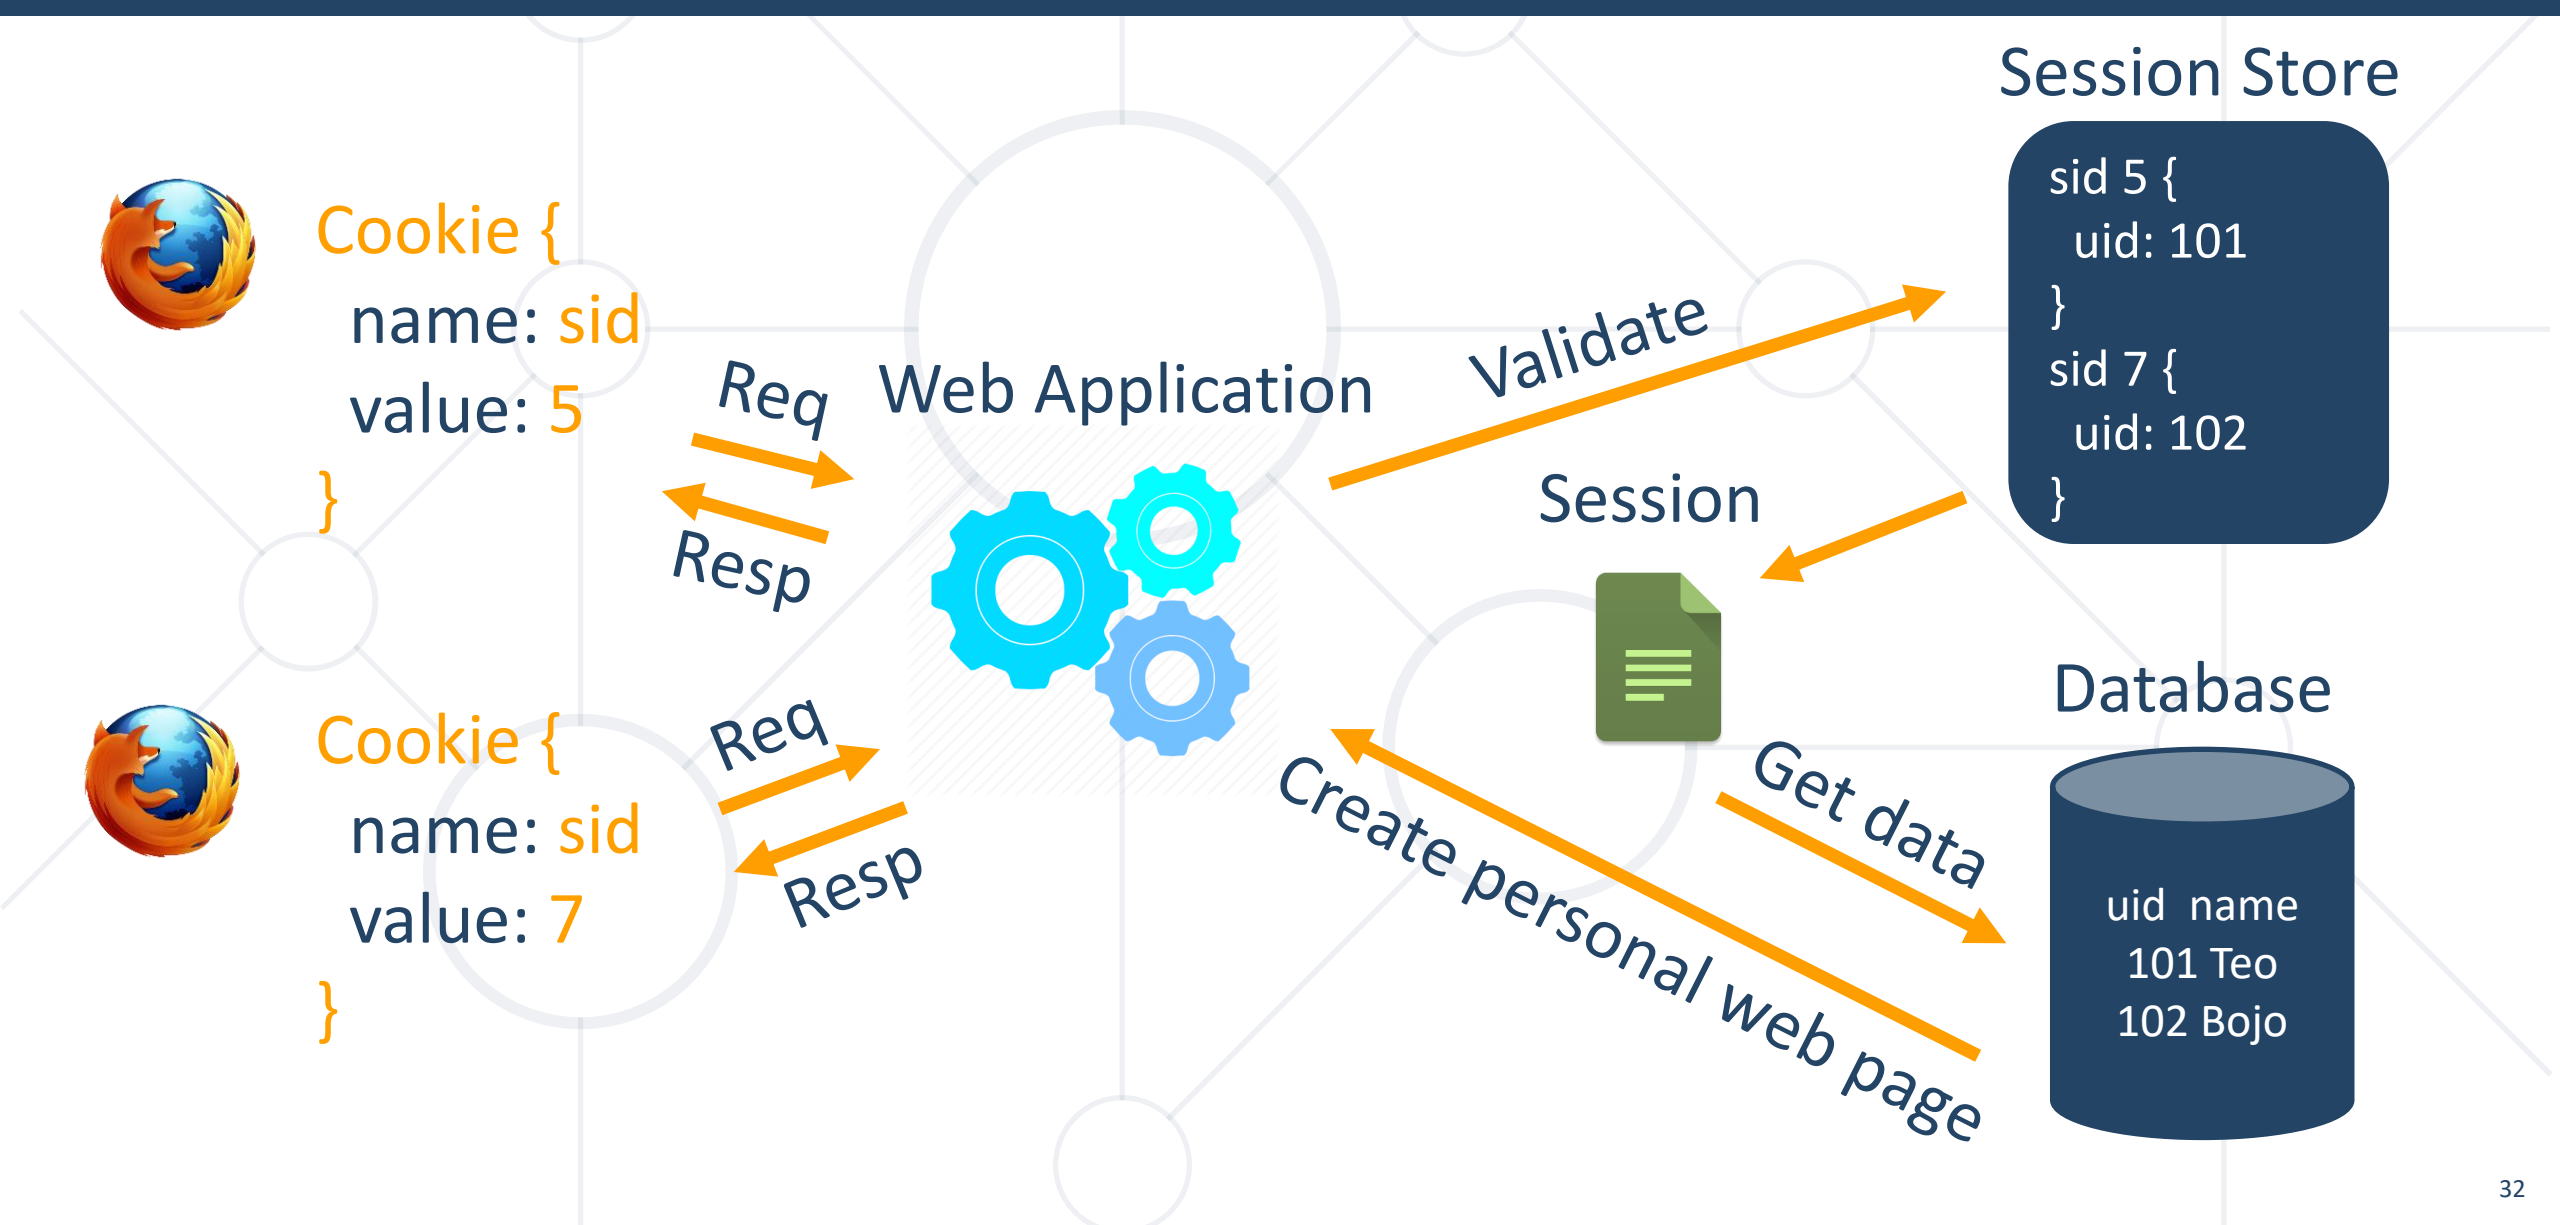 Session Store
sid 5 {
uid: 101
}
sid 7 {
uid: 102
}
Cookie {
name: sid
value: 5
}
Req
Resp
Web Application
Validate
Session
Cookie {
name: sid
value: 7
}
Req
Resp
Get data
Create personal web page
Database
uid name
101 Teo
102 Bojo
32